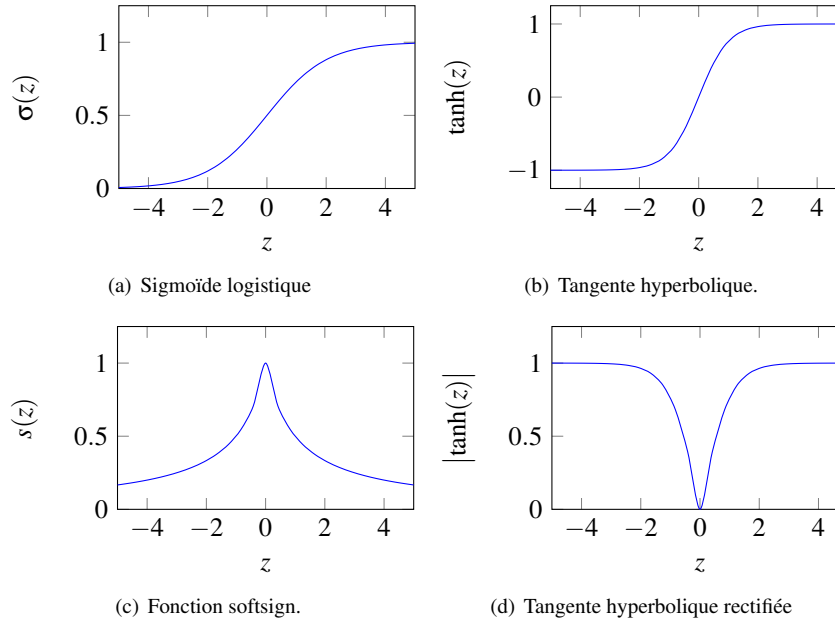 1
0.5
0
σ(z)
−4 −2 0 2 4
z
(a) Sigmoïde logistique
1
0
−1
tanh(z)
−4 −2 0 2 4
z
(b) Tangente hyperbolique.
1
0.5
0
s(z)
−4 −2 0 2 4
z
(c) Fonction softsign.
1
0.5
0
|tanh(z)|
−4 −2 0 2 4
z
(d) Tangente hyperbolique rectifiée